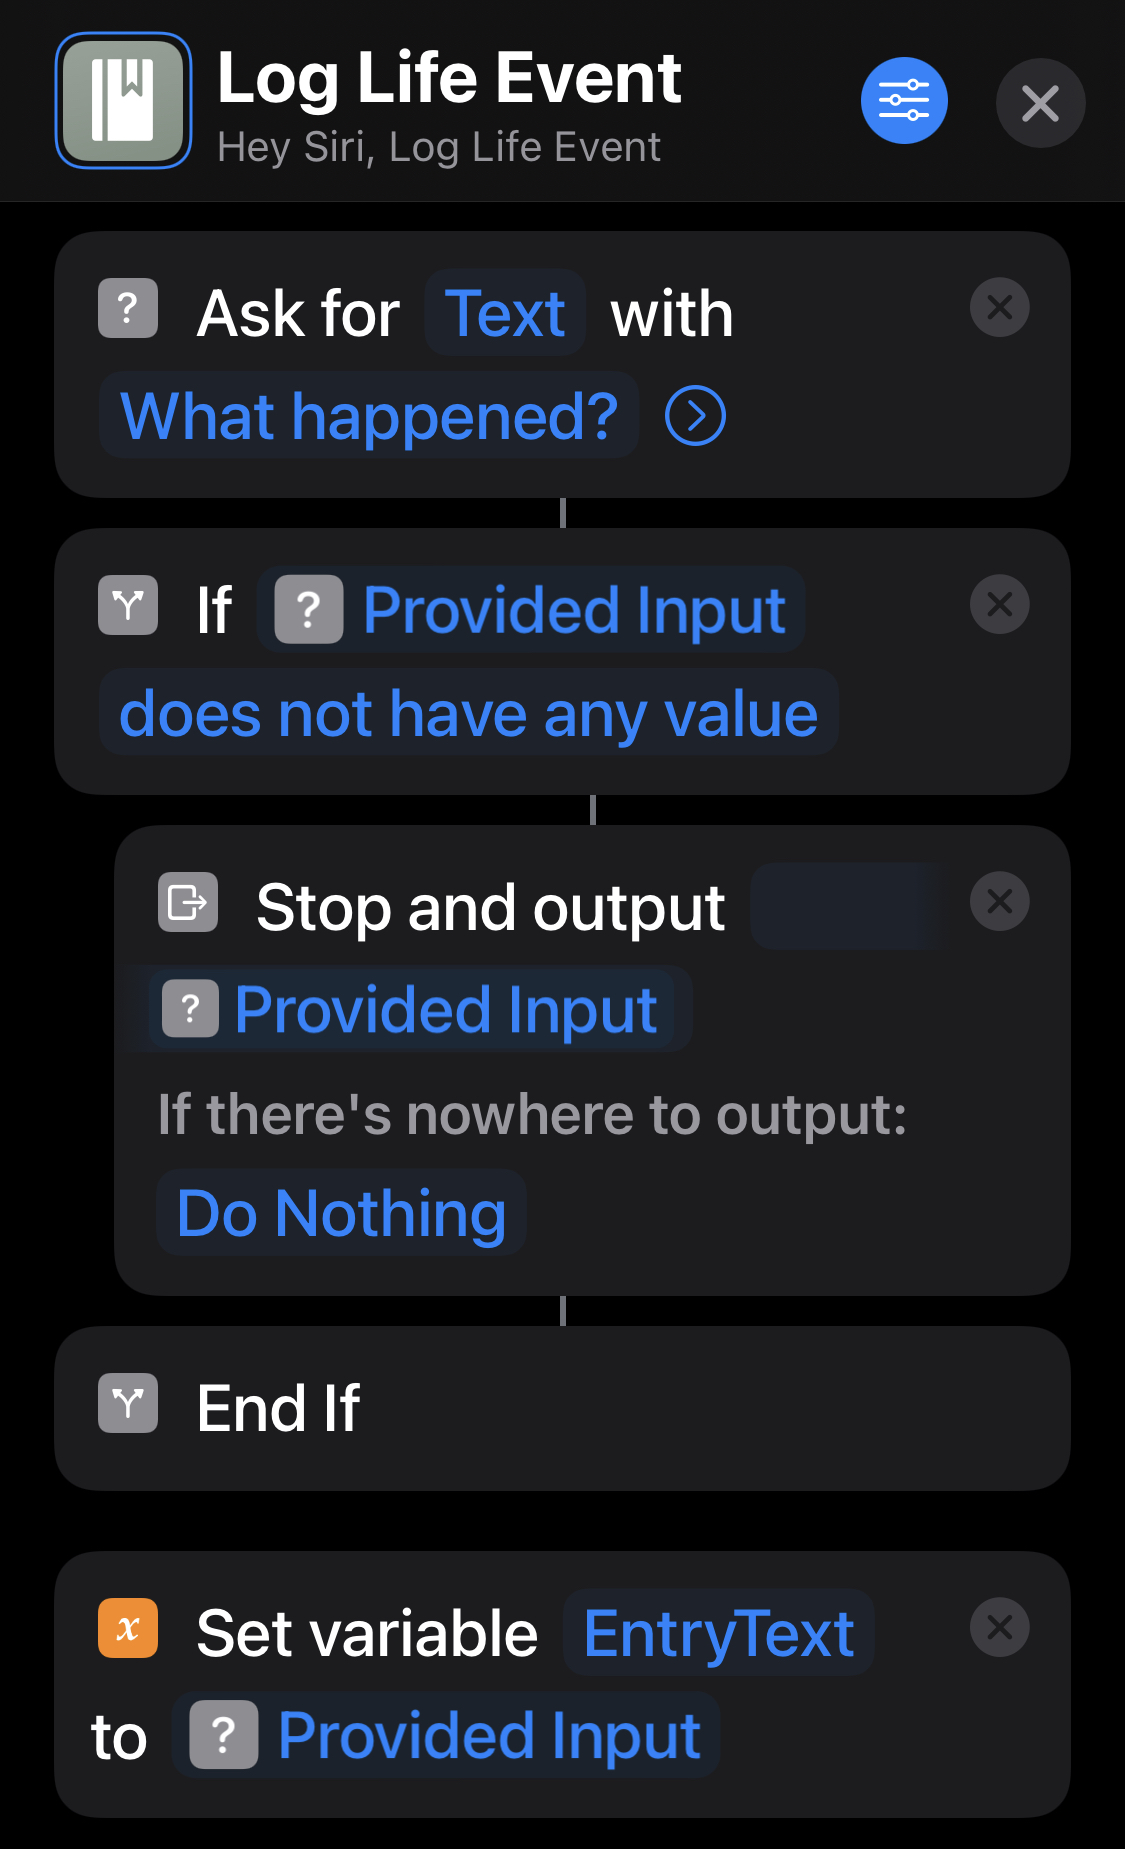 Log Life Event
Hey Siri, Log Life Event
? Ask for Text with
What happened?
If ? Provided Input
does not have any value
Stop and output
? Provided Input
If there's nowhere to output:
Do Nothing
End If
x Set variable EntryText
to ? Provided Input